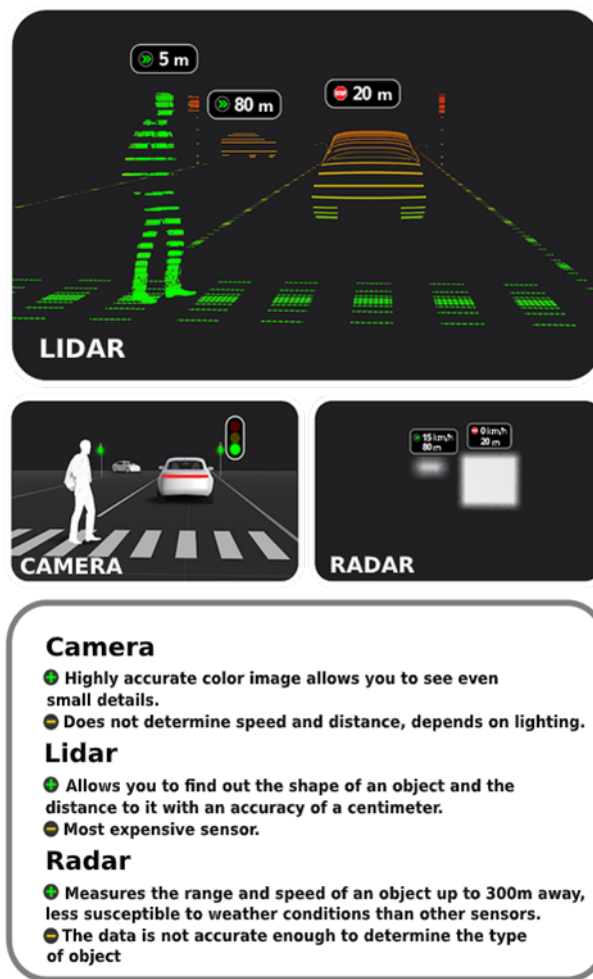 5 m
80 m
STOP 20 m
LIDAR
CAMERA
15 km/h
80 m
0 km/h
20 m
RADAR
Camera
Highly accurate color image allows you to see even
small details.
Does not determine speed and distance, depends on lighting.
Lidar
Allows you to find out the shape of an object and the
distance to it with an accuracy of a centimeter.
Most expensive sensor.
Radar
Measures the range and speed of an object up to 300m away,
less susceptible to weather conditions than other sensors.
The data is not accurate enough to determine the type
of object